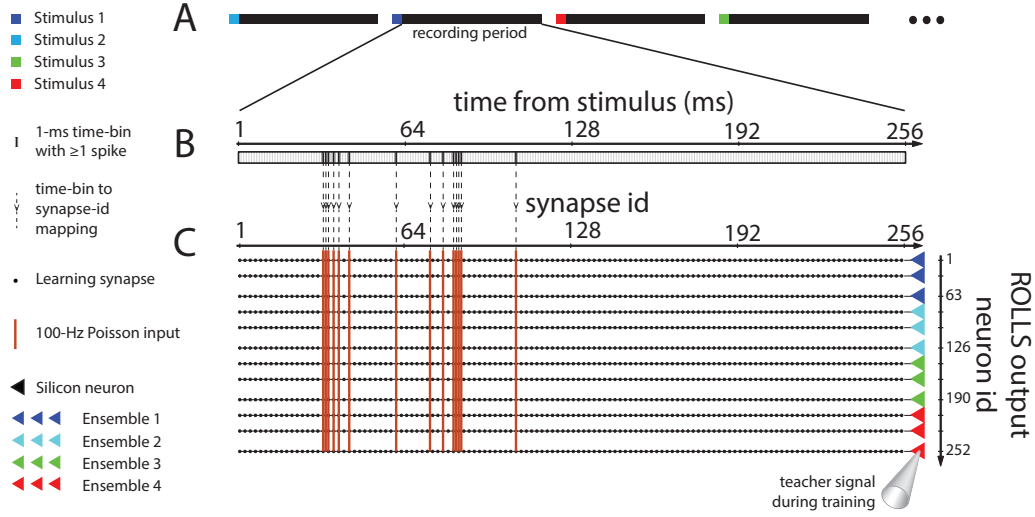 Stimulus 1
Stimulus 2
Stimulus 3
Stimulus 4
1-ms time-bin
with ≥1 spike
time-bin to
synapse-id
mapping
Learning synapse
100-Hz Poisson input
Silicon neuron
Ensemble 1
Ensemble 2
Ensemble 3
Ensemble 4
A
recording period
time from stimulus (ms)
1 64 128 192 256
B
synapse id
C
1 64 128 192 256
1
63
126
190
252
neuron id
ROLLS output
teacher signal
during training